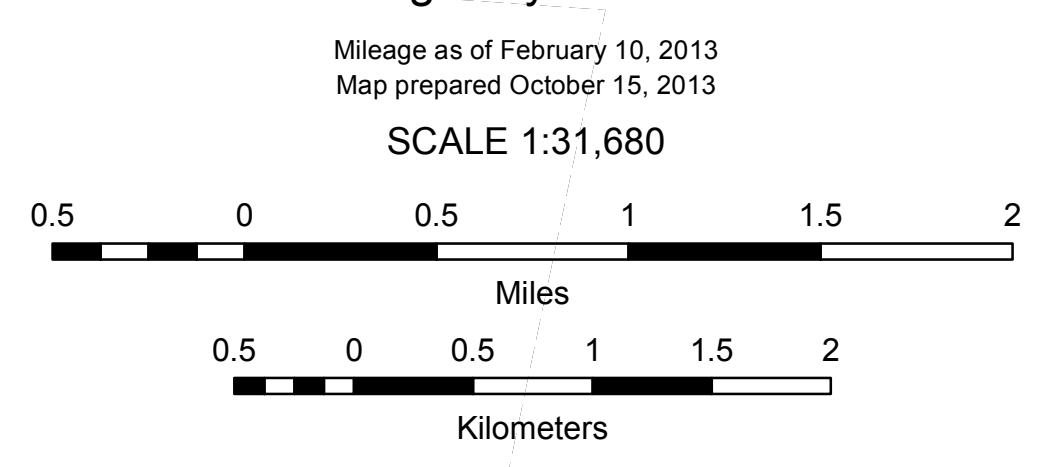 Mileage as of February 10, 2013
Map prepared October 15, 2013
SCALE 1:31,680
0.5 0 0.5 1 1.5 2
Miles
0.5 0 0.5 1 1.5 2
Kilometers